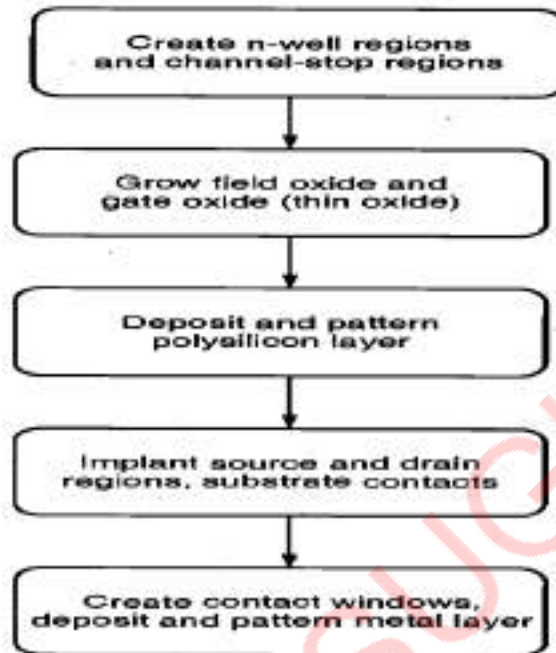 Create n-well regions
and channel-stop regions
Grow field oxide and
gate oxide (thin oxide)
Deposit and pattern
polysilicon layer
Implant source and drain
regions, substrate contacts
Create contact windows,
deposit and pattern metal layer